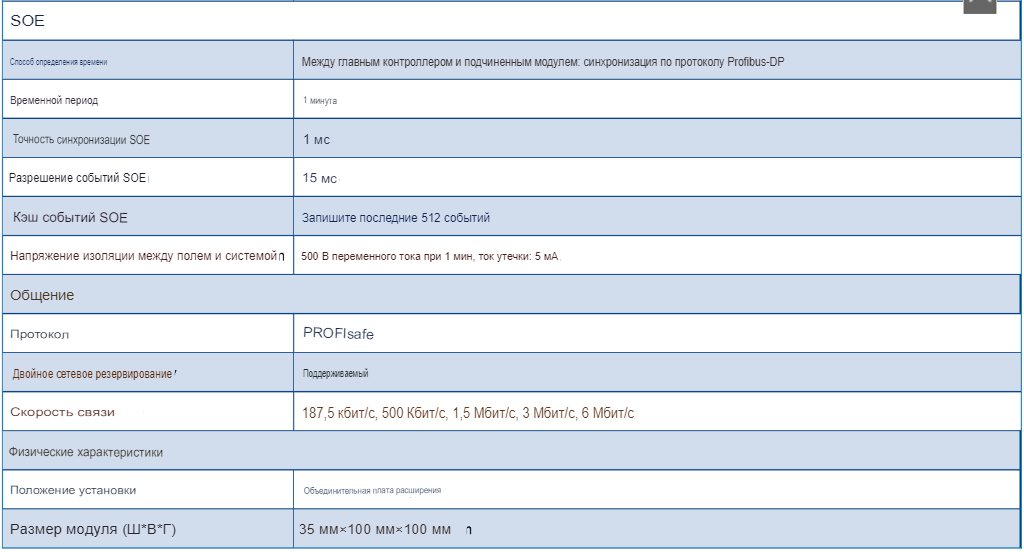 SOE
Способ определения времени
Между главным контроллером и подчиненным модулем: синхронизация по протоколу Profibus-DP
Временной период
1 минута
Точность синхронизации SOE
1 мс
Разрешение событий SOE
15 мс
Кэш событий SOE
Запишите последние 512 событий
Напряжение изоляции между полем и системой
500 В переменного тока при 1 мин, ток утечки: 5 мА
Общение
Протокол
PROFIsafe
Двойное сетевое резервирование
Поддерживаемый
Скорость связи
187,5 кбит/с, 500 Кбит/с, 1,5 Мбит/с, 3 Мбит/с, 6 Мбит/с
Физические характеристики
Положение установки
Объединительная плата расширения
Размер модуля (Ш*В*Г)
35 мм×100 мм×100 мм